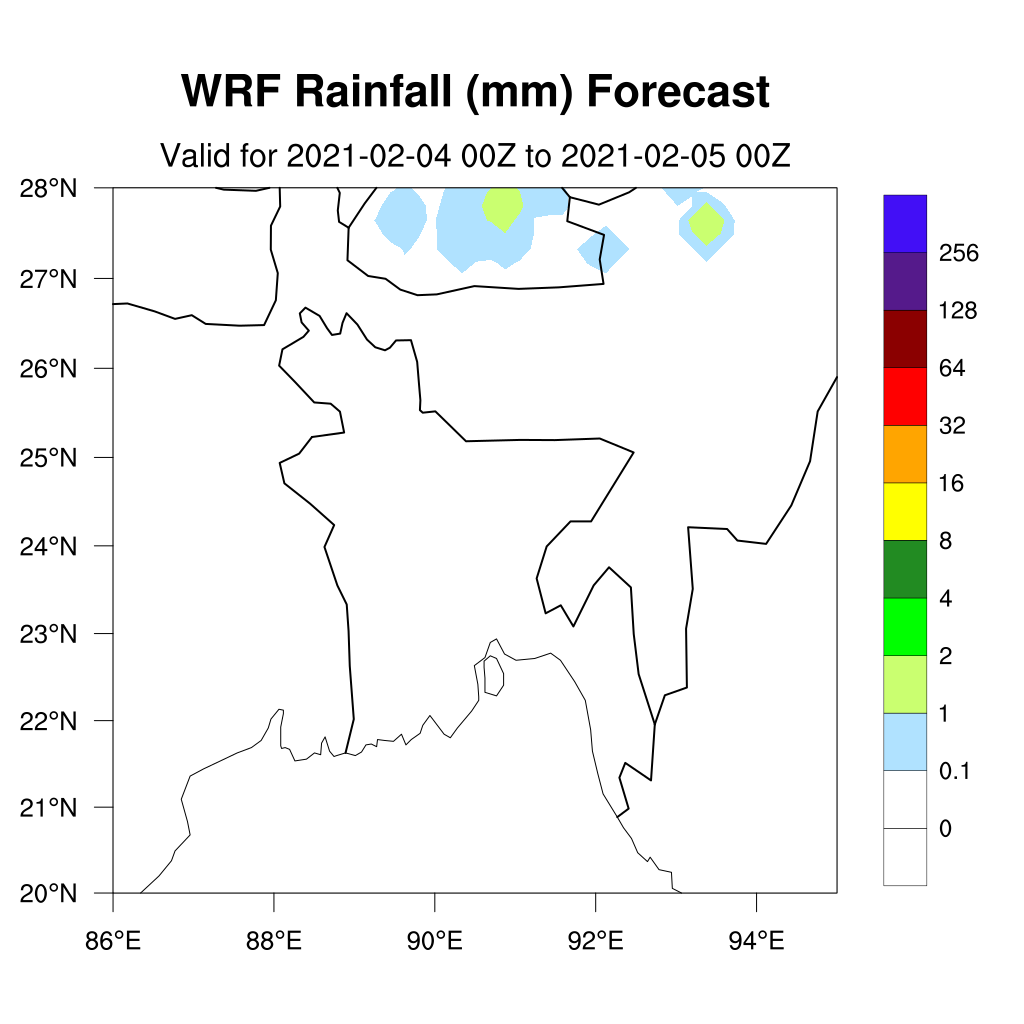 WRF Rainfall (mm) Forecast
Valid for 2021-02-04 00Z to 2021-02-05 00Z
28°N
27°N
26°N
25°N
24°N
23°N
22°N
21°N
20°N
86°E
88°E
90°E
92°E
94°E
256
128
64
32
16
8
4
2
1
0.1
0